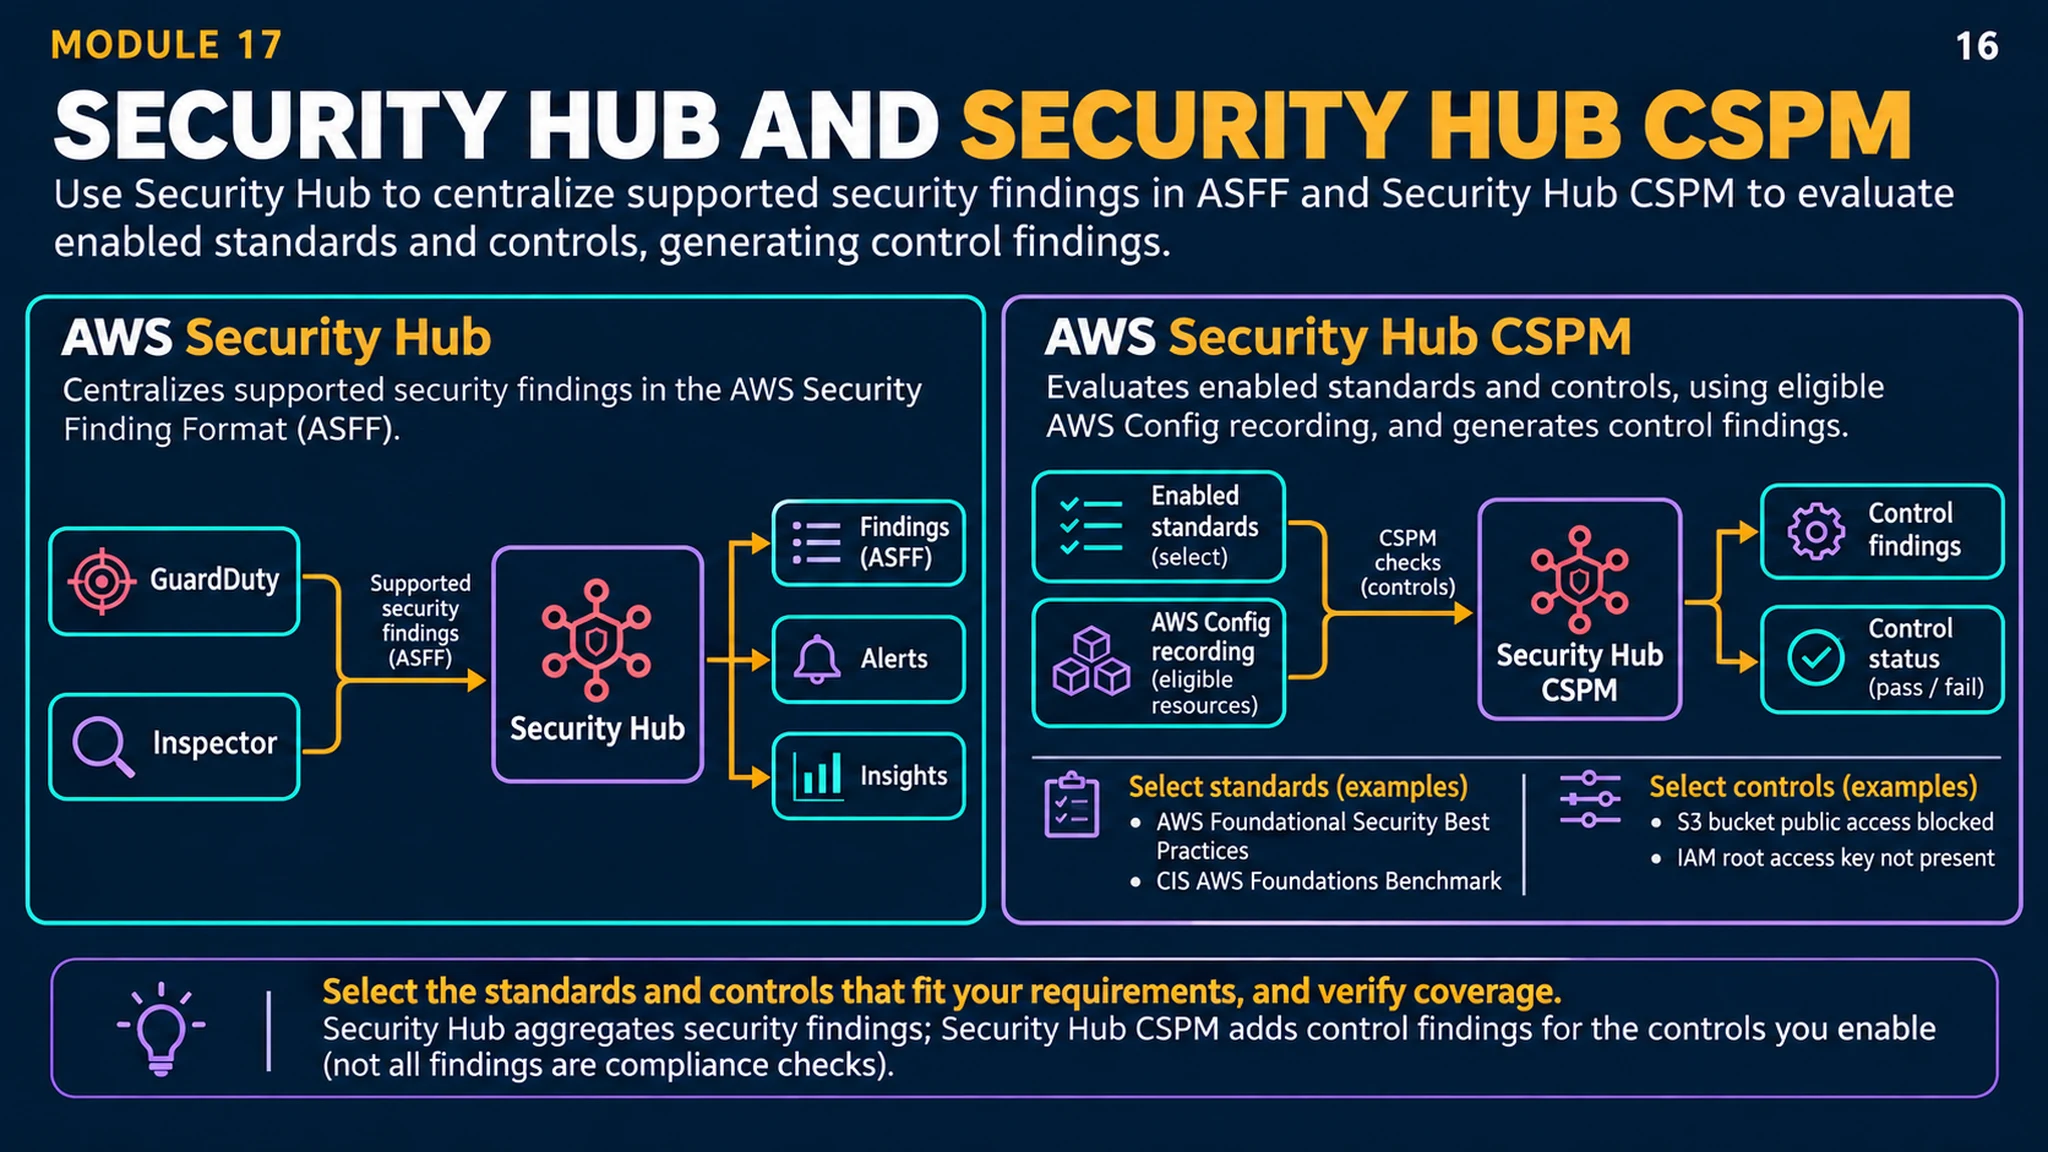 MODULE 17
16
SECURITY HUB AND SECURITY HUB CSPM
Use Security Hub to centralize supported security findings in ASFF and Security Hub CSPM to evaluate
enabled standards and controls, generating control findings.
AWS Security Hub
Centralizes supported security findings in the AWS Security
Finding Format (ASFF).
GuardDuty
Inspector
Supported
security
findings
(ASFF)
Security Hub
Findings
(ASFF)
Alerts
Insights
AWS Security Hub CSPM
Evaluates enabled standards and controls, using eligible
AWS Config recording, and generates control findings.
Enabled
standards
(select)
AWS Config
recording
(eligible
resources)
CSPM
checks
(controls)
Security Hub
CSPM
Control
findings
Control
status
(pass / fail)
Select standards (examples)
• AWS Foundational Security Best
Practices
• CIS AWS Foundations Benchmark
Select controls (examples)
• S3 bucket public access blocked
• IAM root access key not present
Select the standards and controls that fit your requirements, and verify coverage.
Security Hub aggregates security findings; Security Hub CSPM adds control findings for the controls you enable
(not all findings are compliance checks).